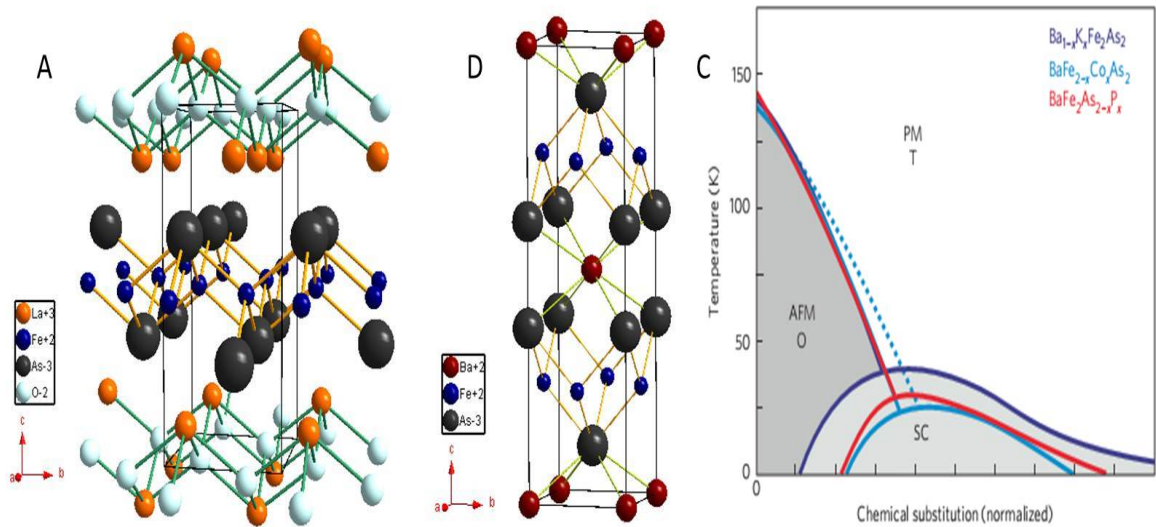 A
La+3
Fe+2
As-3
O-2
c
a
b
D
Ba+2
Fe+2
As-3
c
a
b
C
Ba₁₋ₓKₓFe₂As₂
BaFe₂₋ₓCoₓAs₂
BaFe₂As₂₋ₓPₓ
PM
T
AFM
O
SC
150
100
50
0
0
Temperature (K)
Chemical substitution (normalized)